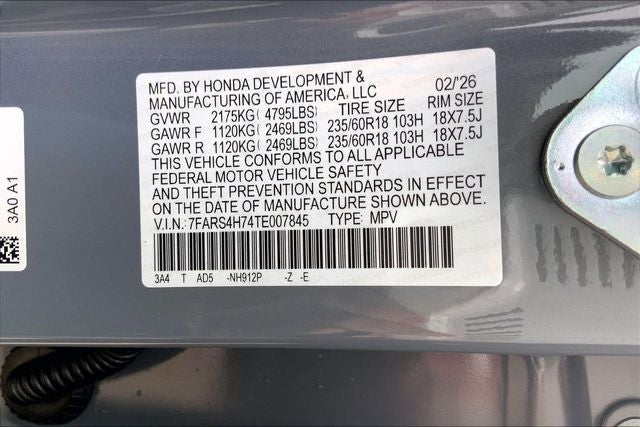 MFD. BY HONDA DEVELOPMENT &
MANUFACTURING OF AMERICA, LLC 02/'26
GVWR 2175KG( 4795LBS) TIRE SIZE RIM SIZE
GAWR F 1120KG( 2469LBS) 235/60R18 103H 18X7.5J
GAWR R 1120KG( 2469LBS) 235/60R18 103H 18X7.5J
THIS VEHICLE CONFORMS TO ALL APPLICABLE
FEDERAL MOTOR VEHICLE SAFETY
AND THEFT PREVENTION STANDARDS IN EFFECT
ON THE DATE OF MANUFACTURE SHOWN ABOVE.
V.I.N.: 7FARS4H74TE007845 TYPE: MPV
3A4 T AD5 -NH912P -Z -E
3A0 A1